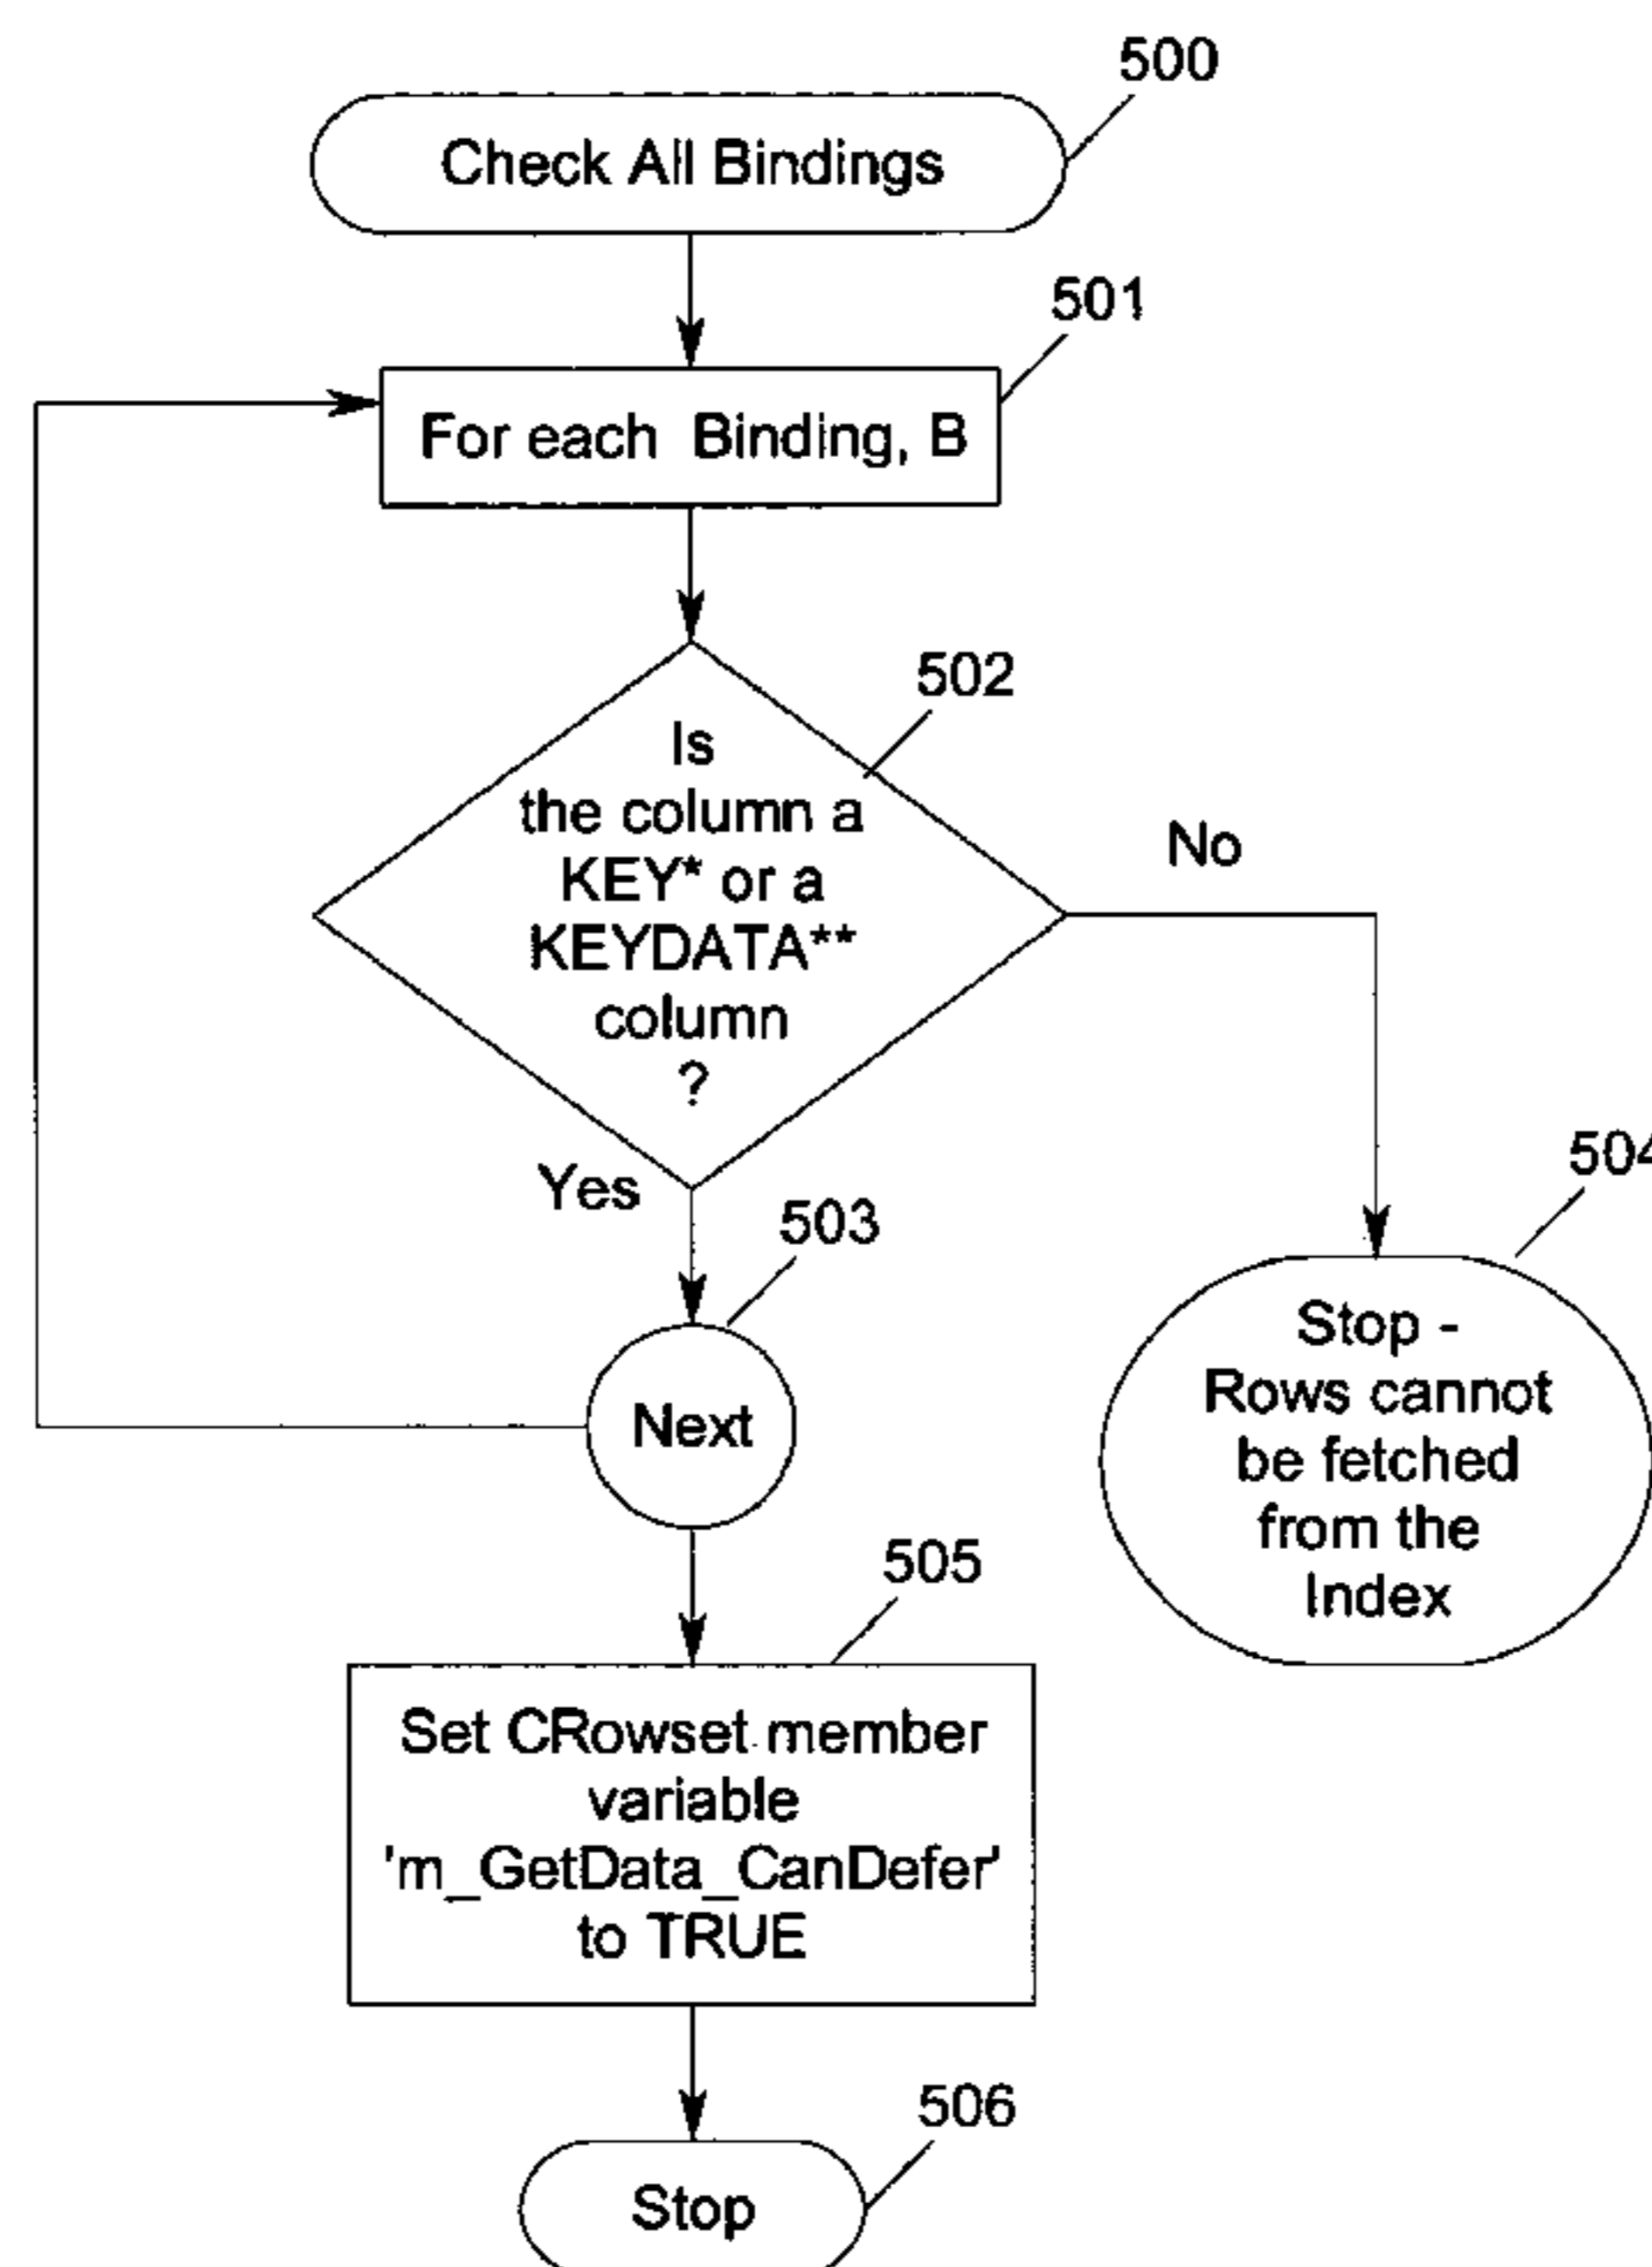 500
Check All Bindings
501
For each Binding, B
502
Is
the column a
KEY* or a
KEYDATA**
column
?
No
Yes
503
504
Next
Stop -
Rows cannot
be fetched
from the
Index
505
Set CRowset member
variable
'm_GetData_CanDefer'
to TRUE
506
Stop